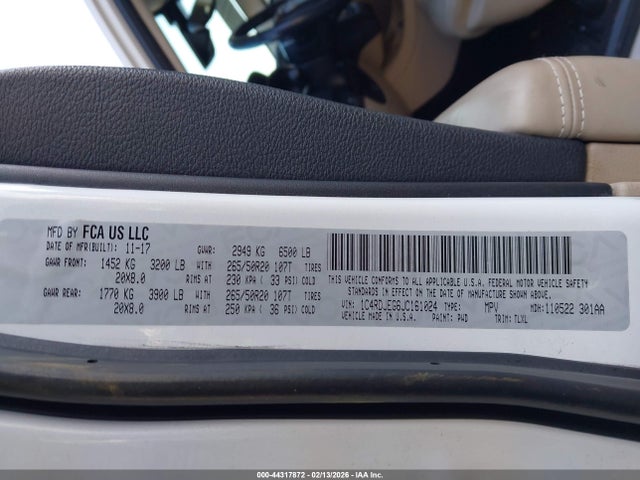 MFD BY FCA US LLC
DATE OF MFR(BUILT): 11-17 GVWR: 2949 KG 6500 LB
GAWR FRONT: 1452 KG 3200 LB WITH 265/50R20 107T TIRES
20X8.0 RIMS AT 230 KPA ( 33 PSI) COLD
GAWR REAR: 1770 KG 3900 LB WITH 265/50R20 107T TIRES
20X8.0 RIMS AT 250 KPA ( 36 PSI) COLD
THIS VEHICLE CONFORMS TO ALL APPLICABLE U.S.A. FEDERAL MOTOR VEHICLE SAFETY
STANDARDS IN EFFECT ON THE DATE OF MANUFACTURE SHOWN ABOVE.
VIN: 1C4RDJEG6JC161024 TYPE: MPV MDH: 110522 301AA
VEHICLE MADE IN U.S.A. PAINT: PWD TRIM: TLXL
000-44317872 - 02/13/2026 - IAA Inc.